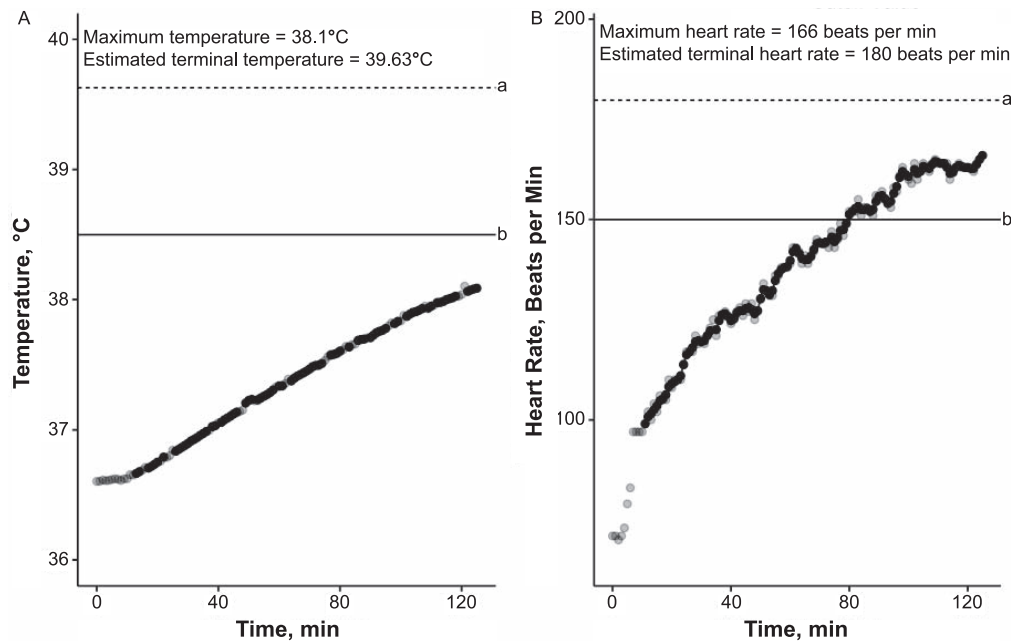 A
Maximum temperature = 38.1°C
Estimated terminal temperature = 39.63°C
a
b
40
39
38
37
36
Temperature, °C
0
40
80
120
Time, min
B
Maximum heart rate = 166 beats per min
Estimated terminal heart rate = 180 beats per min
a
b
200
150
100
Heart Rate, Beats per Min
0
40
80
120
Time, min